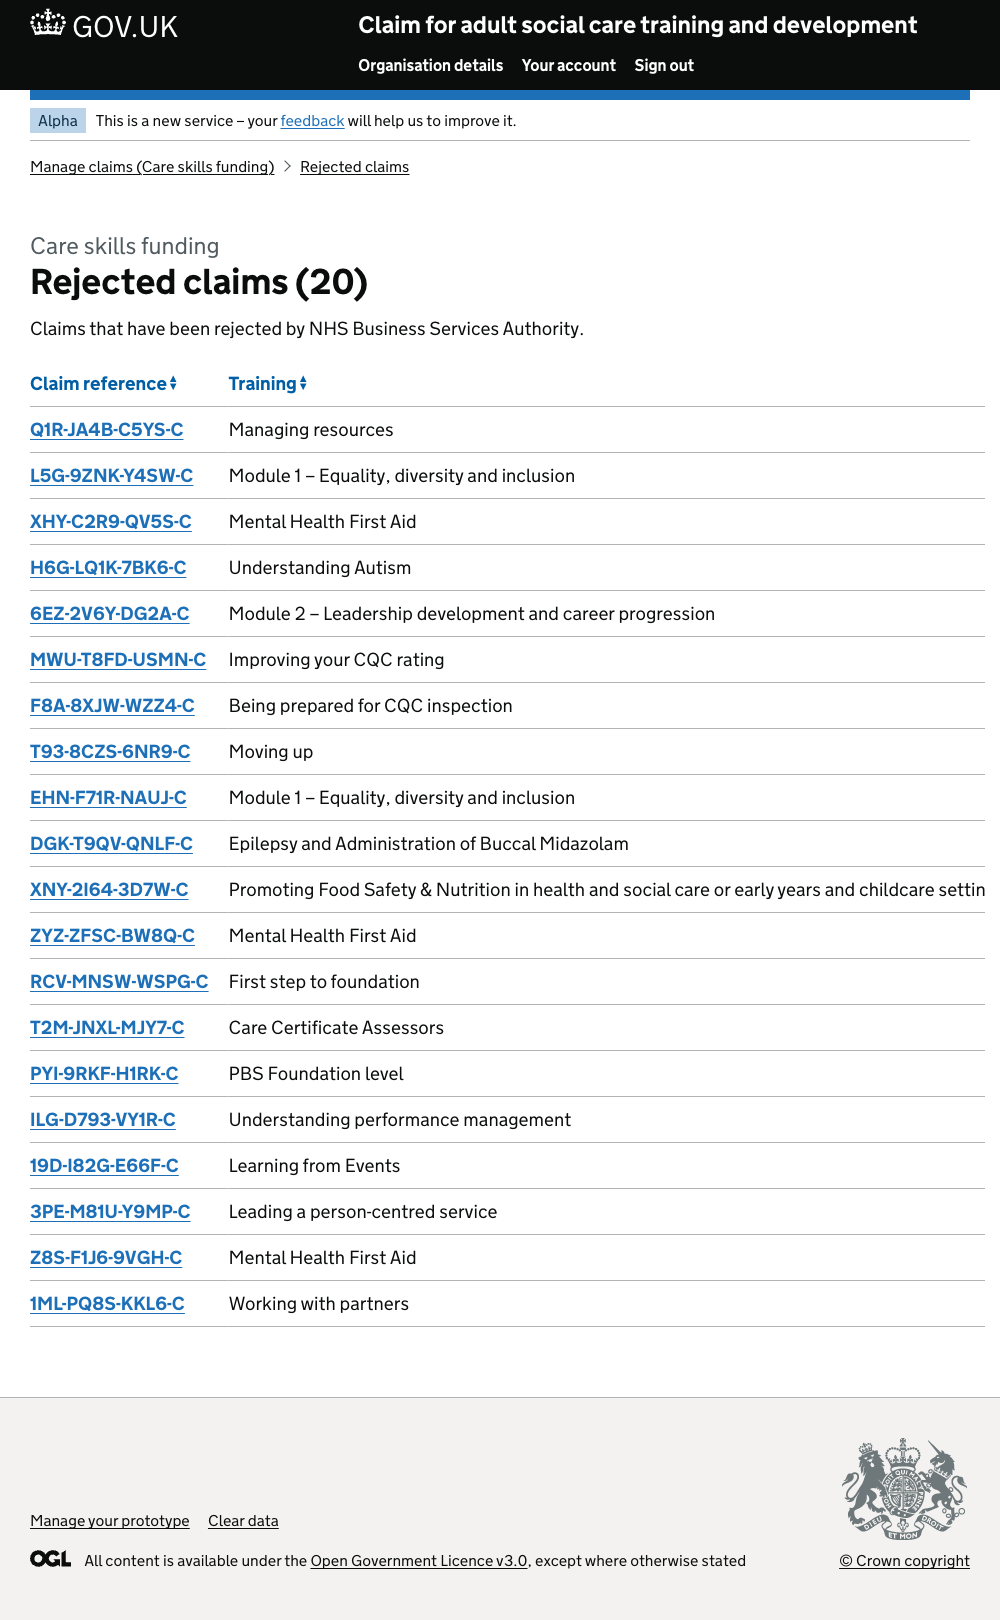 GOV.UK
Claim for adult social care training and development
Organisation details Your account Sign out
Alpha This is a new service – your feedback will help us to improve it.
Manage claims (Care skills funding) Rejected claims
Care skills funding
Rejected claims (20)
Claims that have been rejected by NHS Business Services Authority.
Claim reference Training
Q1R-JA4B-C5YS-C Managing resources
L5G-9ZNK-Y4SW-C Module 1 – Equality, diversity and inclusion
XHY-C2R9-QV5S-C Mental Health First Aid
H6G-LQ1K-7BK6-C Understanding Autism
6EZ-2V6Y-DG2A-C Module 2 – Leadership development and career progression
MWU-T8FD-USMN-C Improving your CQC rating
F8A-8XJW-WZZ4-C Being prepared for CQC inspection
T93-8CZS-6NR9-C Moving up
EHN-F71R-NAUJ-C Module 1 – Equality, diversity and inclusion
DGK-T9QV-QNLF-C Epilepsy and Administration of Buccal Midazolam
XNY-2I64-3D7W-C Promoting Food Safety & Nutrition in health and social care or early years and childcare settin
ZYZ-ZFSC-BW8Q-C Mental Health First Aid
RCV-MNSW-WSPG-C First step to foundation
T2M-JNXL-MJY7-C Care Certificate Assessors
PYI-9RKF-H1RK-C PBS Foundation level
ILG-D793-VY1R-C Understanding performance management
19D-I82G-E66F-C Learning from Events
3PE-M81U-Y9MP-C Leading a person-centred service
Z8S-F1J6-9VGH-C Mental Health First Aid
1ML-PQ8S-KKL6-C Working with partners
Manage your prototype Clear data
DIEU ET MON DROIT
OGL All content is available under the Open Government Licence v3.0, except where otherwise stated
© Crown copyright